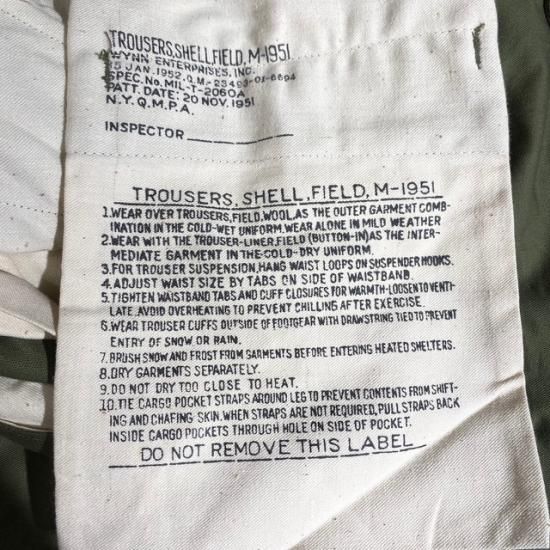 TROUSERS,SHELL,FIELD, M-1951
WYNN ENTERPRISES, INC.
15 JAN. 1952, Q.M.-23493-OI-6694
SPEC. No. MIL-T-2060A
PATT. DATE: 20 NOV. 1951
N.Y.Q.M.P.A.
INSPECTOR
TROUSERS, SHELL, FIELD, M-1951
1.WEAR OVER TROUSERS,FIELD,WOOL,AS THE OUTER GARMENT COMB-
INATION IN THE COLD-WET UNIFORM. WEAR ALONE IN MILD WEATHER
2.WEAR WITH THE TROUSER-LINER,FIELD (BUTTON-IN)AS THE INTER-
MEDIATE GARMENT IN THE COLD-DRY UNIFORM.
3.FOR TROUSER SUSPENSION,HANG WAIST LOOPS ON SUSPENDER HOOKS.
4.ADJUST WAIST SIZE BY TABS ON SIDE OF WAISTBAND.
5.TIGHTEN WAISTBAND TABS AND CUFF CLOSURES FOR WARMTH-LOOSEN TO VENTI-
LATE. AVOID OVERHEATING TO PREVENT CHILLING AFTER EXERCISE.
6.WEAR TROUSER CUFFS OUTSIDE OF FOOTGEAR WITH DRAWSTRING TIED TO PREVENT
ENTRY OF SNOW OR RAIN.
7.BRUSH SNOW AND FROST FROM GARMENTS BEFORE ENTERING HEATED SHELTERS.
8.DRY GARMENTS SEPARATELY.
9.DO NOT DRY TOO CLOSE TO HEAT.
10.TIE CARGO POCKET STRAPS AROUND LEG TO PREVENT CONTENTS FROM SHIFT-
ING AND CHAFING SKIN. WHEN STRAPS ARE NOT REQUIRED, PULL STRAPS BACK
INSIDE CARGO POCKETS THROUGH HOLE ON SIDE OF POCKET.
DO NOT REMOVE THIS LABEL